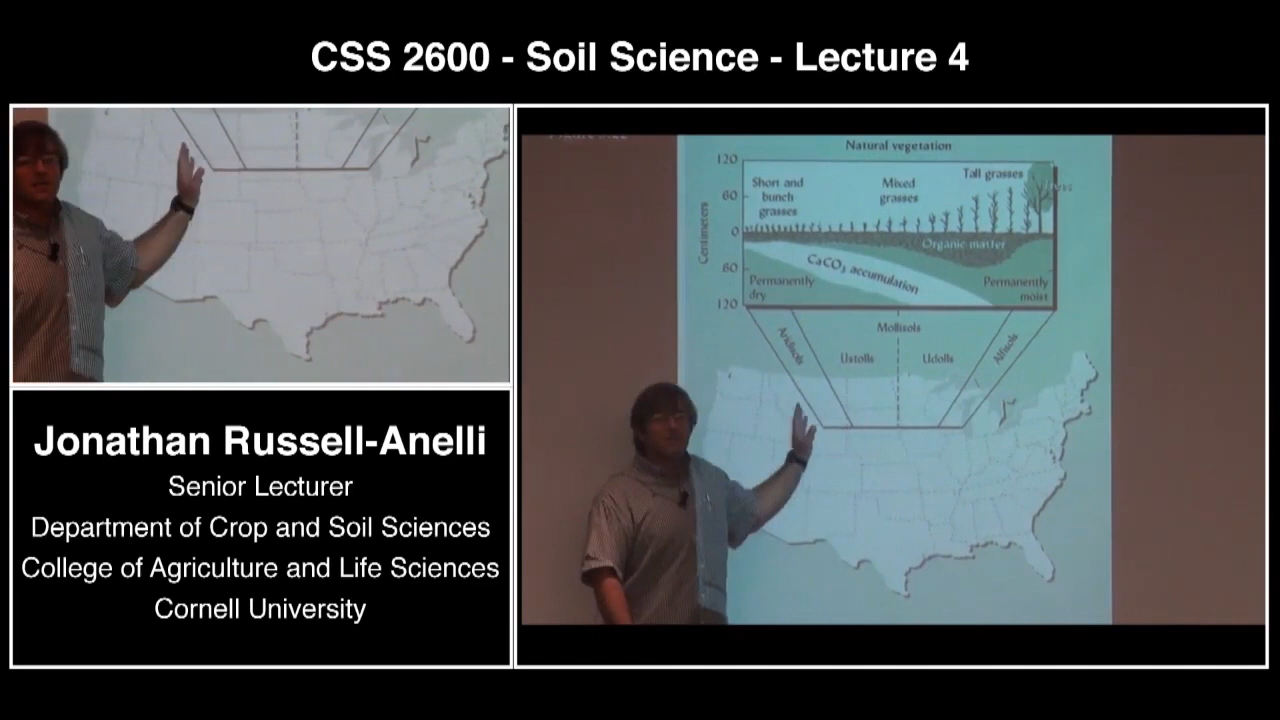 CSS 2600 - Soil Science - Lecture 4
Jonathan Russell-Anelli
Senior Lecturer
Department of Crop and Soil Sciences
College of Agriculture and Life Sciences
Cornell University
Natural vegetation
120
60
0
60
120
Centimeters
Short and
bunch
grasses
Mixed
grasses
Tall grasses
Organic matter
CaCO3 accumulation
Permanently
dry
Permanently
moist
Mollisols
Aridisols
Ustolls
Udolls
Alfisols